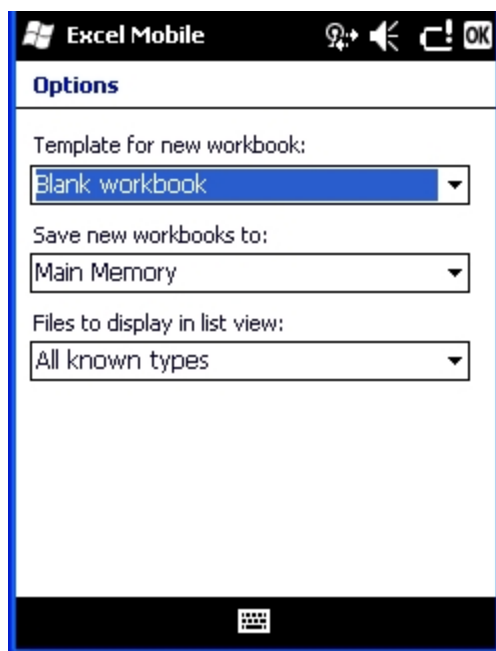 Excel Mobile OK
Options
Template for new workbook:
Blank workbook
Save new workbooks to:
Main Memory
Files to display in list view:
All known types